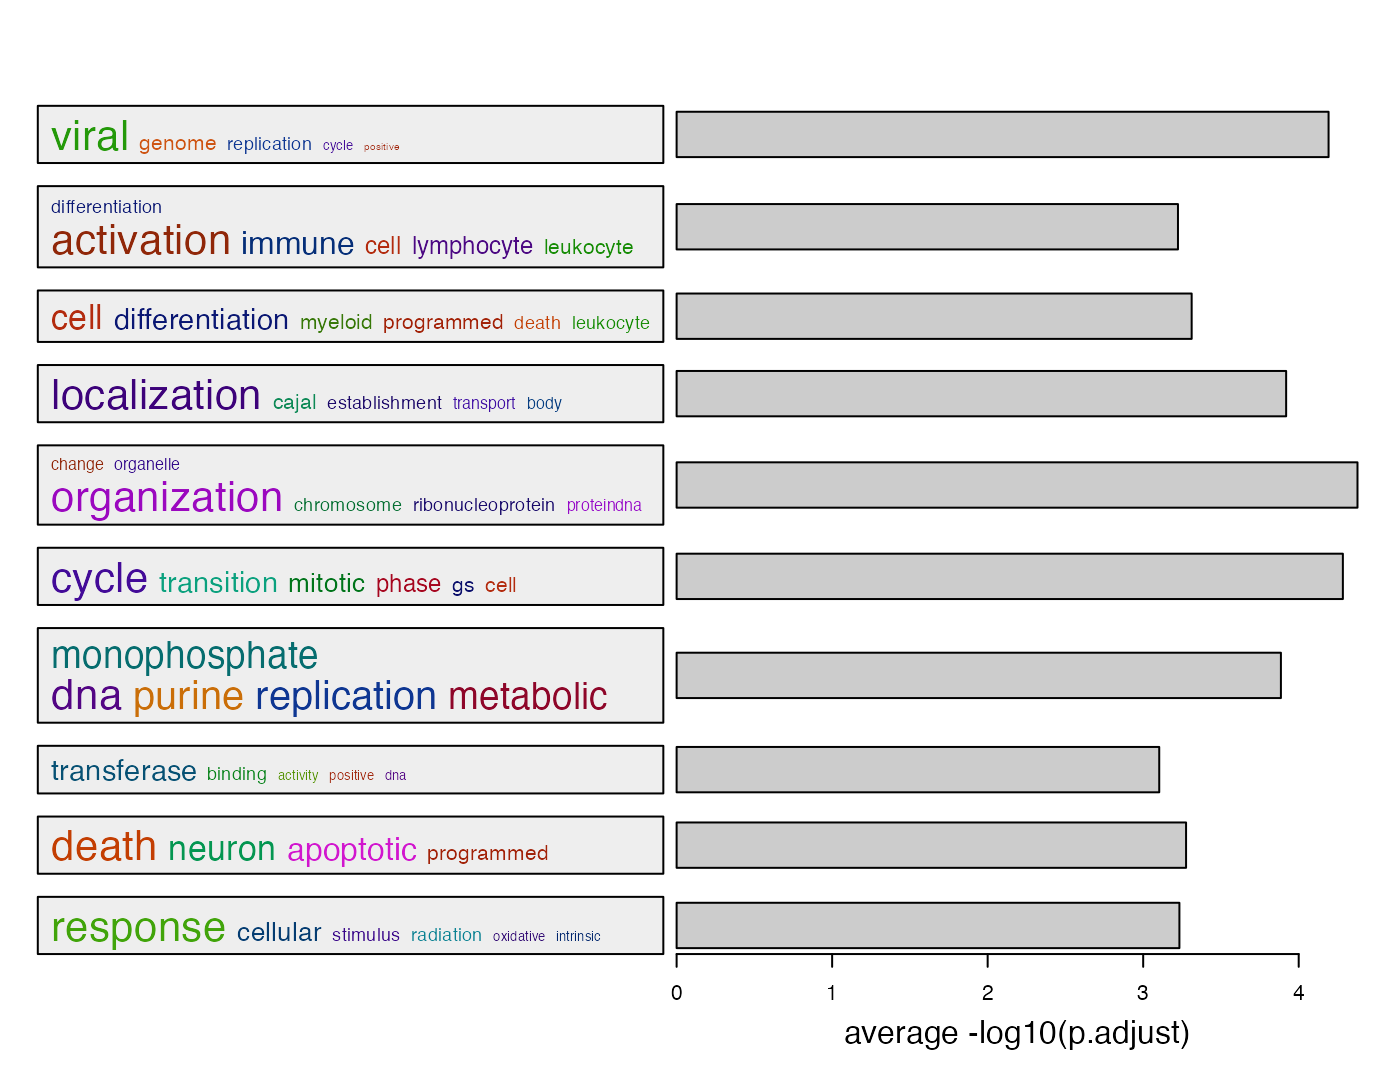 viral genome replication cycle positive
differentiation
activation immune cell lymphocyte leukocyte
cell differentiation myeloid programmed death leukocyte
localization cajal establishment transport body
change organelle
organization chromosome ribonucleoprotein proteindna
cycle transition mitotic phase gs cell
monophosphate
dna purine replication metabolic
transferase binding activity positive dna
death neuron apoptotic programmed
response cellular stimulus radiation oxidative intrinsic
0 1 2 3 4
average -log10(p.adjust)